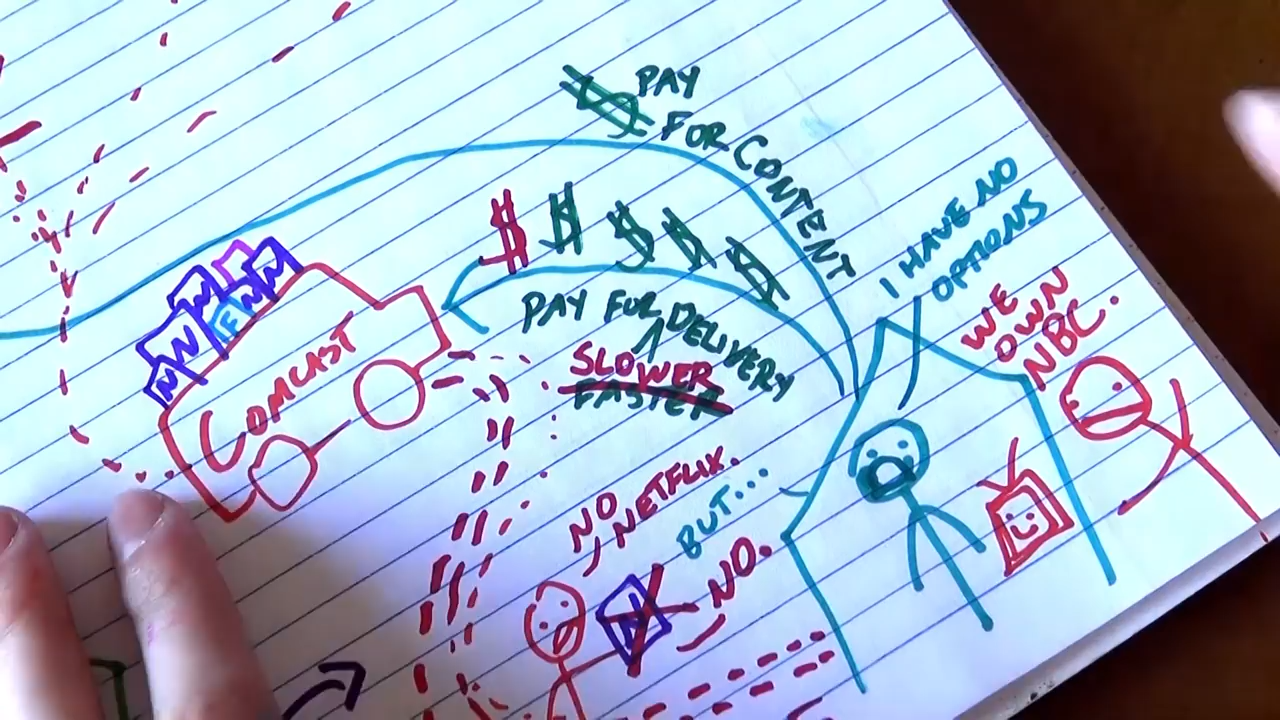 $ PAY
FOR CONTENT
$ $ $ $ $
PAY FOR DELIVERY
SLOWER
FASTER
I HAVE NO
OPTIONS
WE
OWN
NBC.
N N N
N F N
N
COMCAST
NO
NETFLIX.
BUT...
NO.
N